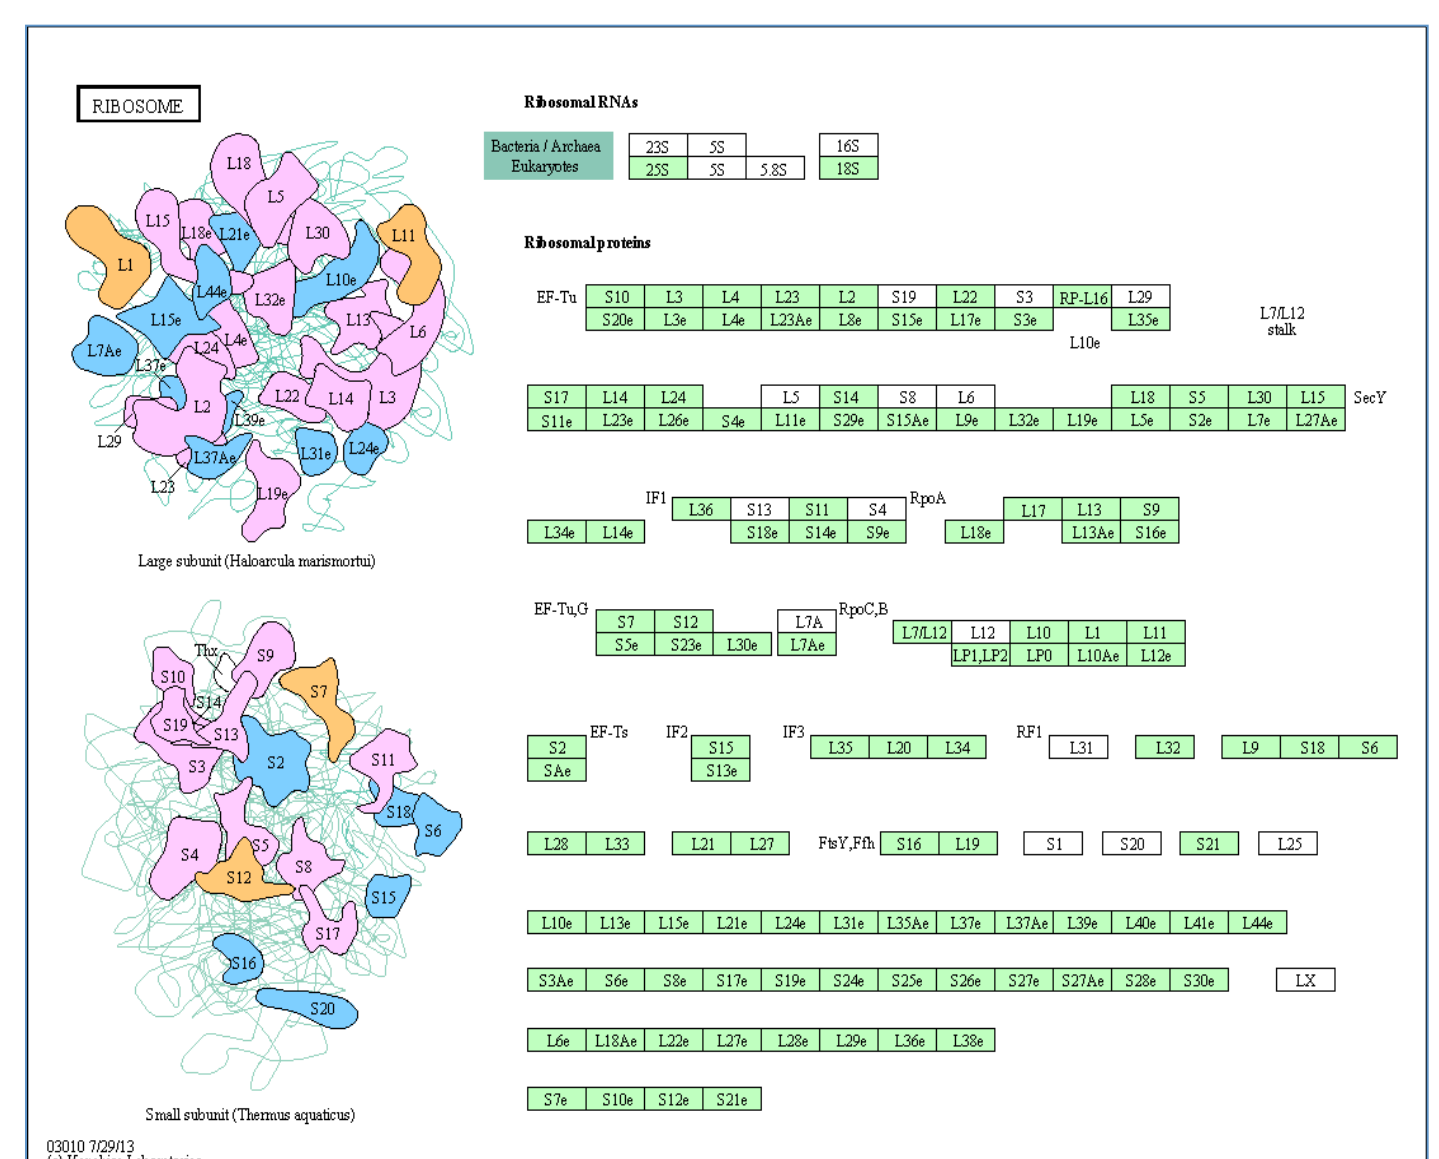 RIBOSOME
Ribosomal RNAs
Bacteria / Archaea 23S 5S 16S
Eukaryotes 25S 5S 5.8S 18S
Ribosomal proteins
EF-Tu S10 L3 L4 L23 L2 S19 L22 S3 RP-L16 L29
S20e L3e L4e L23Ae L8e S15e L17e S3e L35e
L10e
L7/L12
stalk
S17 L14 L24 L5 S14 S8 L6 L18 S5 L30 L15 SecY
S11e L23e L26e S4e L11e S29e S15Ae L9e L32e L19e L5e S2e L7e L27Ae
IF1 L36 S13 S11 S4 RpoA L17 L13 S9
L34e L14e S18e S14e S9e L18e L13Ae S16e
EF-Tu,G S7 S12 L7A RpoC,B L7/L12 L12 L10 L1 L11
S5e S23e L30e L7Ae LP1,LP2 LP0 L10Ae L12e
S2 EF-Ts IF2 S15 IF3 L35 L20 L34 RF1 L31 L32 L9 S18 S6
SAe S13e
L28 L33 L21 L27 FtsY,Ffh S16 L19 S1 S20 S21 L25
L10e L13e L15e L21e L24e L31e L35Ae L37e L37Ae L39e L40e L41e L44e
S3Ae S6e S8e S17e S19e S24e S25e S26e S27e S27Ae S28e S30e LX
L6e L18Ae L22e L27e L28e L29e L36e L38e
S7e S10e S12e S21e
L18
L5
L15
L18e
L21e
L30
L11
L1
L10e
L44e
L32e
L15e
L13
L6
L4e
L24
L7Ae
L37e
L2
L22
L14
L3
L39e
L29
L37Ae
L31e
L24e
L23
L19e
Large subunit (Haloarcula marismortui)
Thx
S9
S10
S7
S14
S19
S13
S3
S2
S11
S18
S6
S4
S5
S12
S8
S15
S17
S16
S20
Small subunit (Thermus aquaticus)
03010 7/29/13